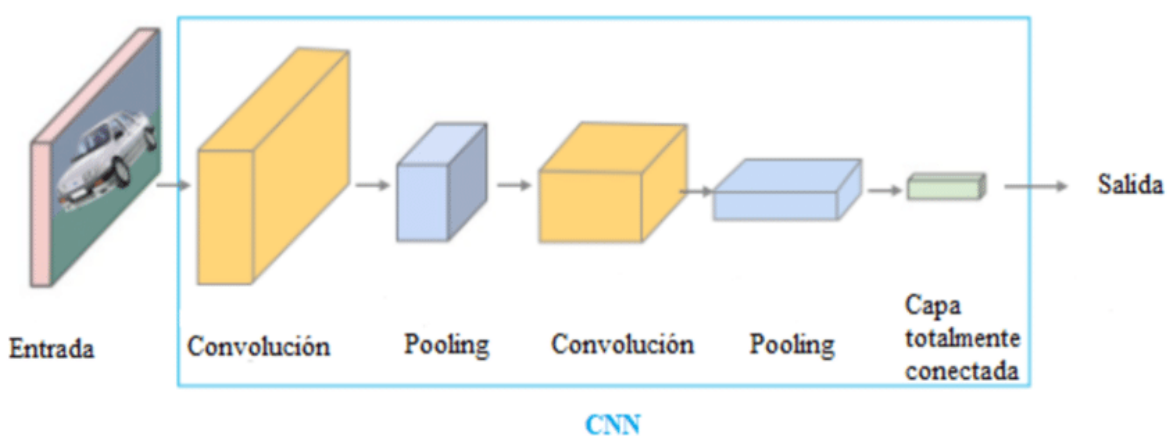 Salida
Entrada
Convolución
Pooling
Convolución
Pooling
Capa
totalmente
conectada
CNN